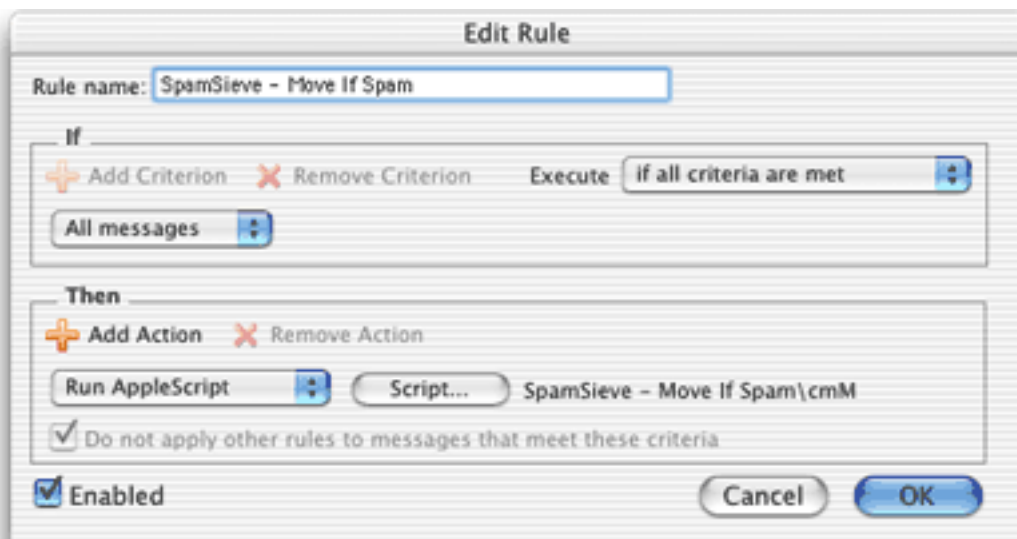 Edit Rule
Rule name: SpamSieve - Move If Spam
If
Add Criterion Remove Criterion Execute if all criteria are met
All messages
Then
Add Action Remove Action
Run AppleScript Script... SpamSieve - Move If Spam\cmM
Do not apply other rules to messages that meet these criteria
Enabled Cancel OK